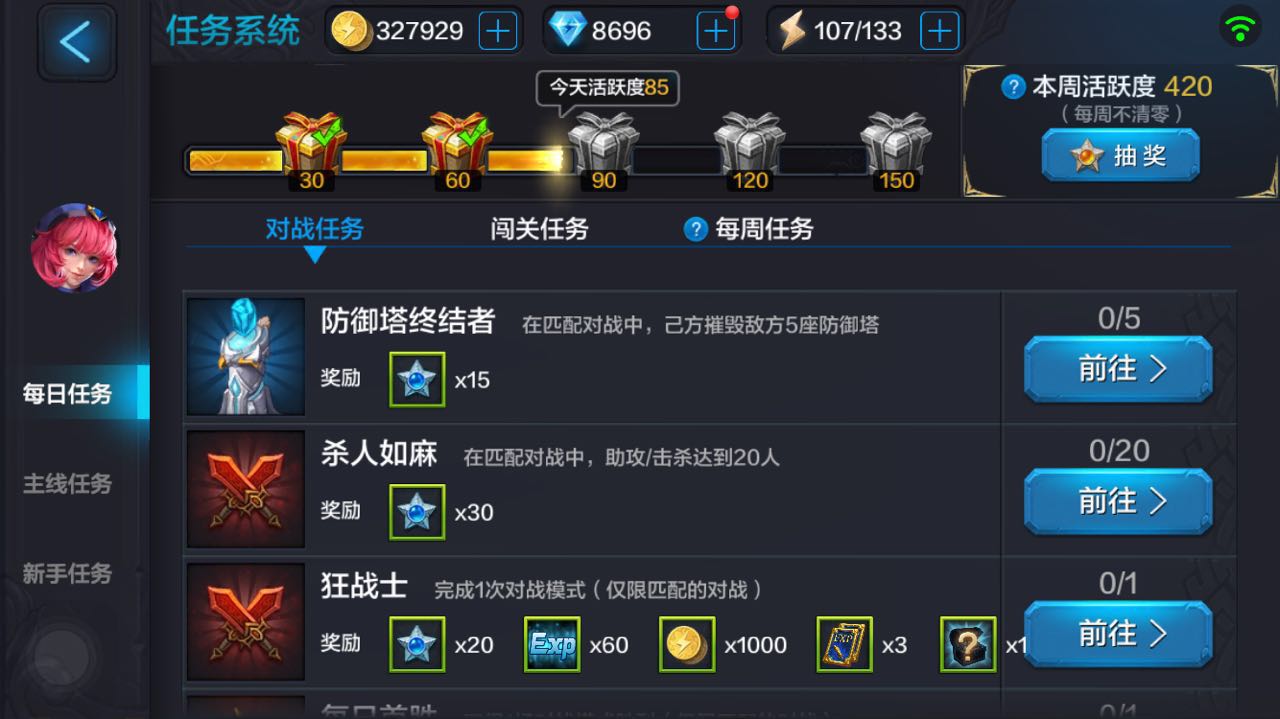 任务系统 327929 8696 107/133
今天活跃度85
本周活跃度 420
(每周不清零)
抽奖
30 60 90 120 150
对战任务 闯关任务 每周任务
每日任务
主线任务
新手任务
防御塔终结者 在匹配对战中，己方摧毁敌方5座防御塔
0/5
奖励 x15
前往
杀人如麻 在匹配对战中，助攻/击杀达到20人
0/20
奖励 x30
前往
狂战士 完成1次对战模式（仅限匹配的对战）
0/1
奖励 x20 Exp x60 x1000 EXP x3 ? x1
前往
每日首胜
0/1